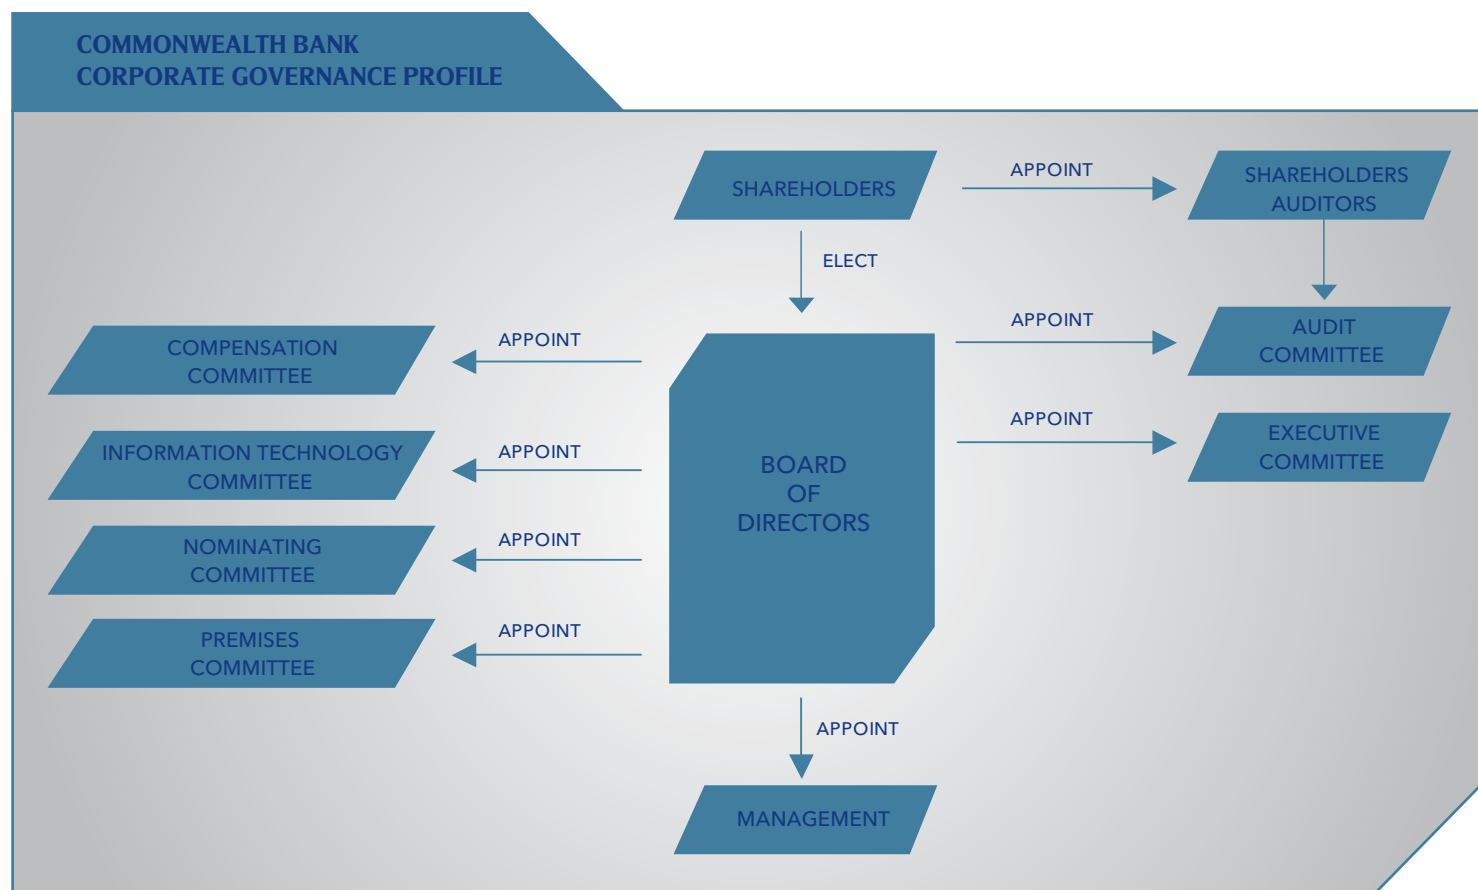 COMMONWEALTH BANK
CORPORATE GOVERNANCE PROFILE
SHAREHOLDERS
APPOINT
SHAREHOLDERS
AUDITORS
ELECT
APPOINT
AUDIT
COMMITTEE
APPOINT
COMPENSATION
COMMITTEE
APPOINT
EXECUTIVE
COMMITTEE
APPOINT
INFORMATION TECHNOLOGY
COMMITTEE
BOARD
OF
DIRECTORS
APPOINT
NOMINATING
COMMITTEE
APPOINT
PREMISES
COMMITTEE
APPOINT
MANAGEMENT